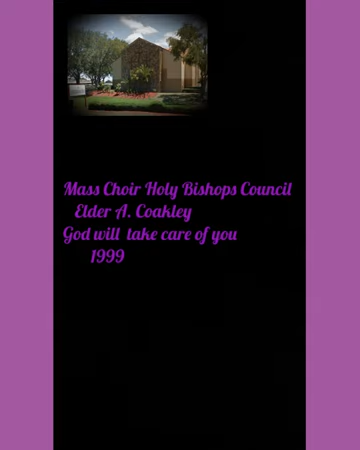 Mass Choir Holy Bishops Council
Elder A. Coakley
God will take care of you
1999